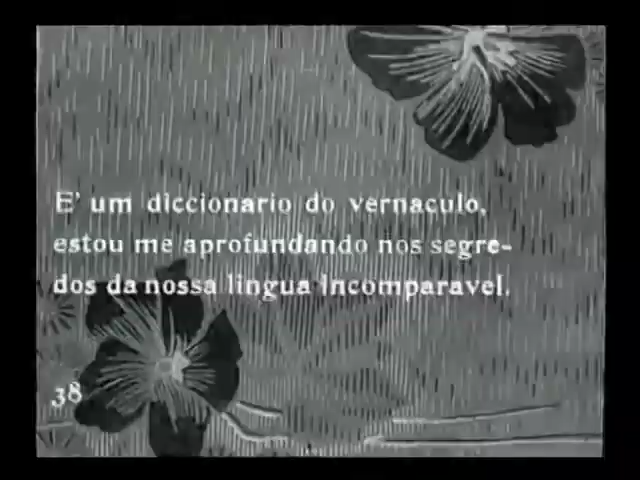 E' um diccionario do vernaculo,
estou me aprofundando nos segre-
dos da nossa lingua incomparavel.
38